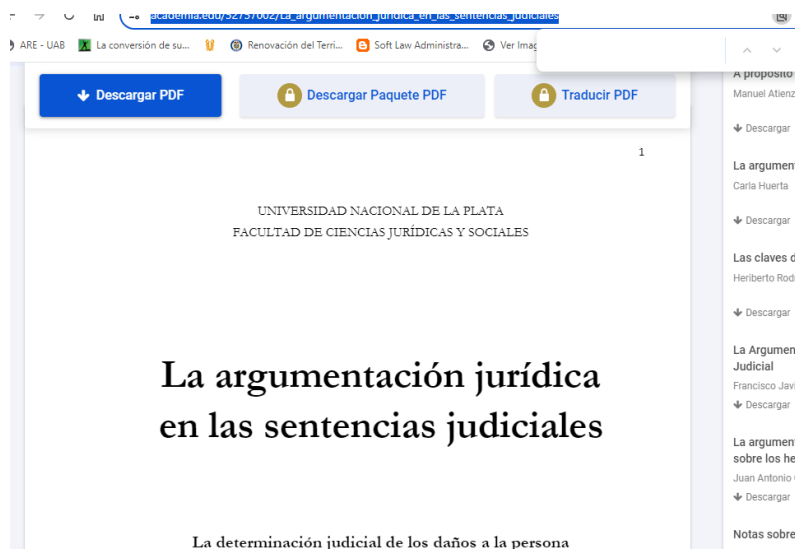 academia.edu/32757002/La_argumentación_jurídica_en_las_sentencias_judiciales
ARE - UAB
La conversión de su...
Renovación del Terri...
Soft Law Administra...
Ver Imag
Descargar PDF
Descargar Paquete PDF
Traducir PDF
1
UNIVERSIDAD NACIONAL DE LA PLATA
FACULTAD DE CIENCIAS JURÍDICAS Y SOCIALES
La argumentación jurídica
en las sentencias judiciales
La determinación judicial de los daños a la persona
A propósito
Manuel Atienz
Descargar
La argumen
Carla Huerta
Descargar
Las claves d
Heriberto Rod
Descargar
La Argumen
Judicial
Francisco Javi
Descargar
La argumen
sobre los he
Juan Antonio
Descargar
Notas sobre